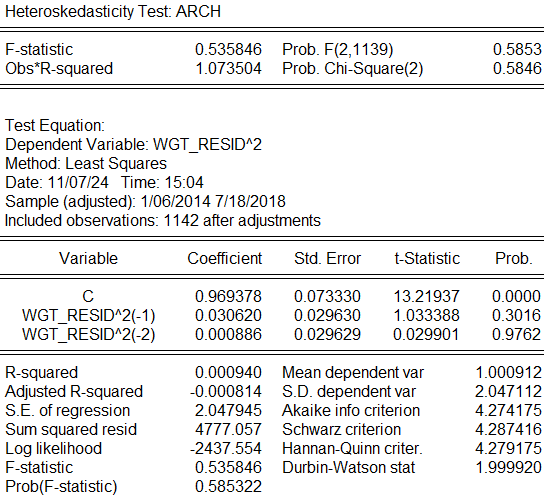 Heteroskedasticity Test: ARCH
F-statistic 0.535846 Prob. F(2,1139) 0.5853
Obs*R-squared 1.073504 Prob. Chi-Square(2) 0.5846
Test Equation:
Dependent Variable: WGT_RESID^2
Method: Least Squares
Date: 11/07/24 Time: 15:04
Sample (adjusted): 1/06/2014 7/18/2018
Included observations: 1142 after adjustments
Variable Coefficient Std. Error t-Statistic Prob.
C 0.969378 0.073330 13.21937 0.0000
WGT_RESID^2(-1) 0.030620 0.029630 1.033388 0.3016
WGT_RESID^2(-2) 0.000886 0.029629 0.029901 0.9762
R-squared 0.000940 Mean dependent var 1.000912
Adjusted R-squared -0.000814 S.D. dependent var 2.047112
S.E. of regression 2.047945 Akaike info criterion 4.274175
Sum squared resid 4777.057 Schwarz criterion 4.287416
Log likelihood -2437.554 Hannan-Quinn criter. 4.279175
F-statistic 0.535846 Durbin-Watson stat 1.999920
Prob(F-statistic) 0.585322